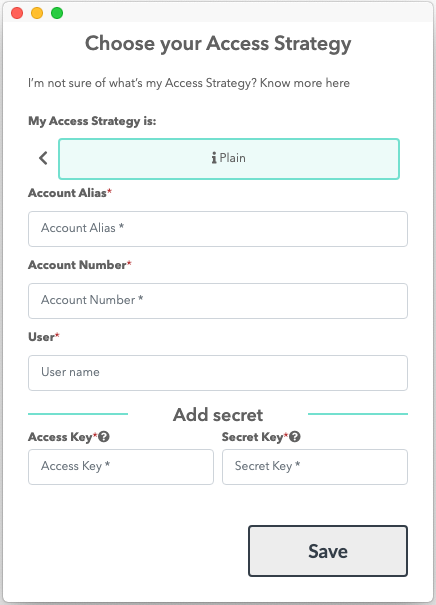 Choose your Access Strategy
I'm not sure of what's my Access Strategy? Know more here
My Access Strategy is:
Plain
Account Alias*
Account Alias *
Account Number*
Account Number *
User*
User name
Add secret
Access Key* Secret Key*
Access Key * Secret Key *
Save